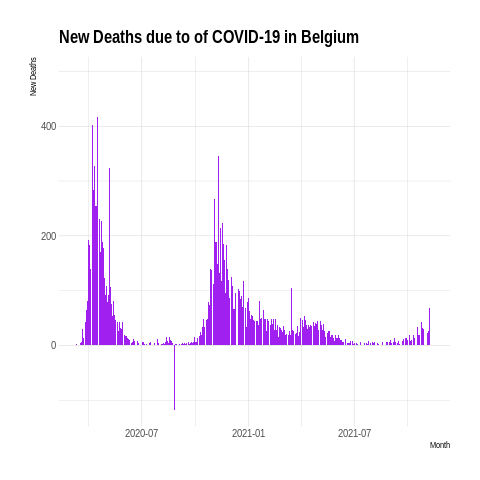 New Deaths due to of COVID-19 in Belgium
New Deaths
400
200
0
2020-07
2021-01
2021-07
Month